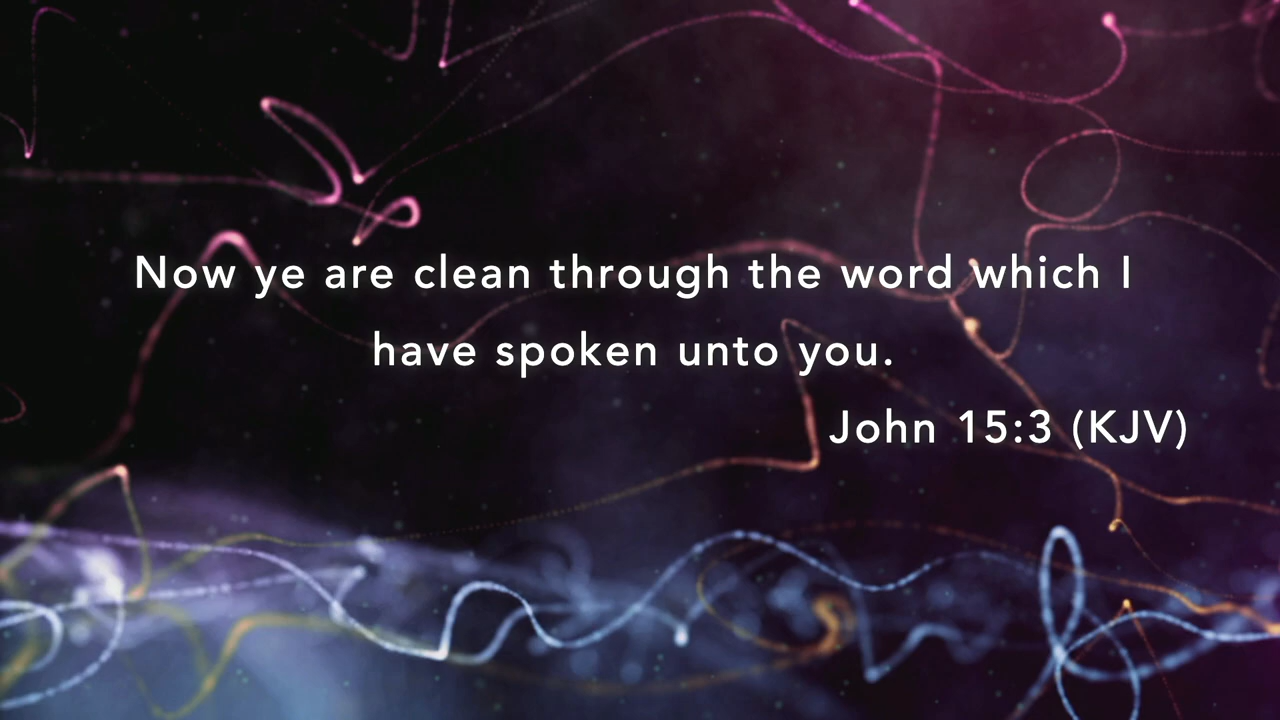 Now ye are clean through the word which I
have spoken unto you.
John 15:3 (KJV)